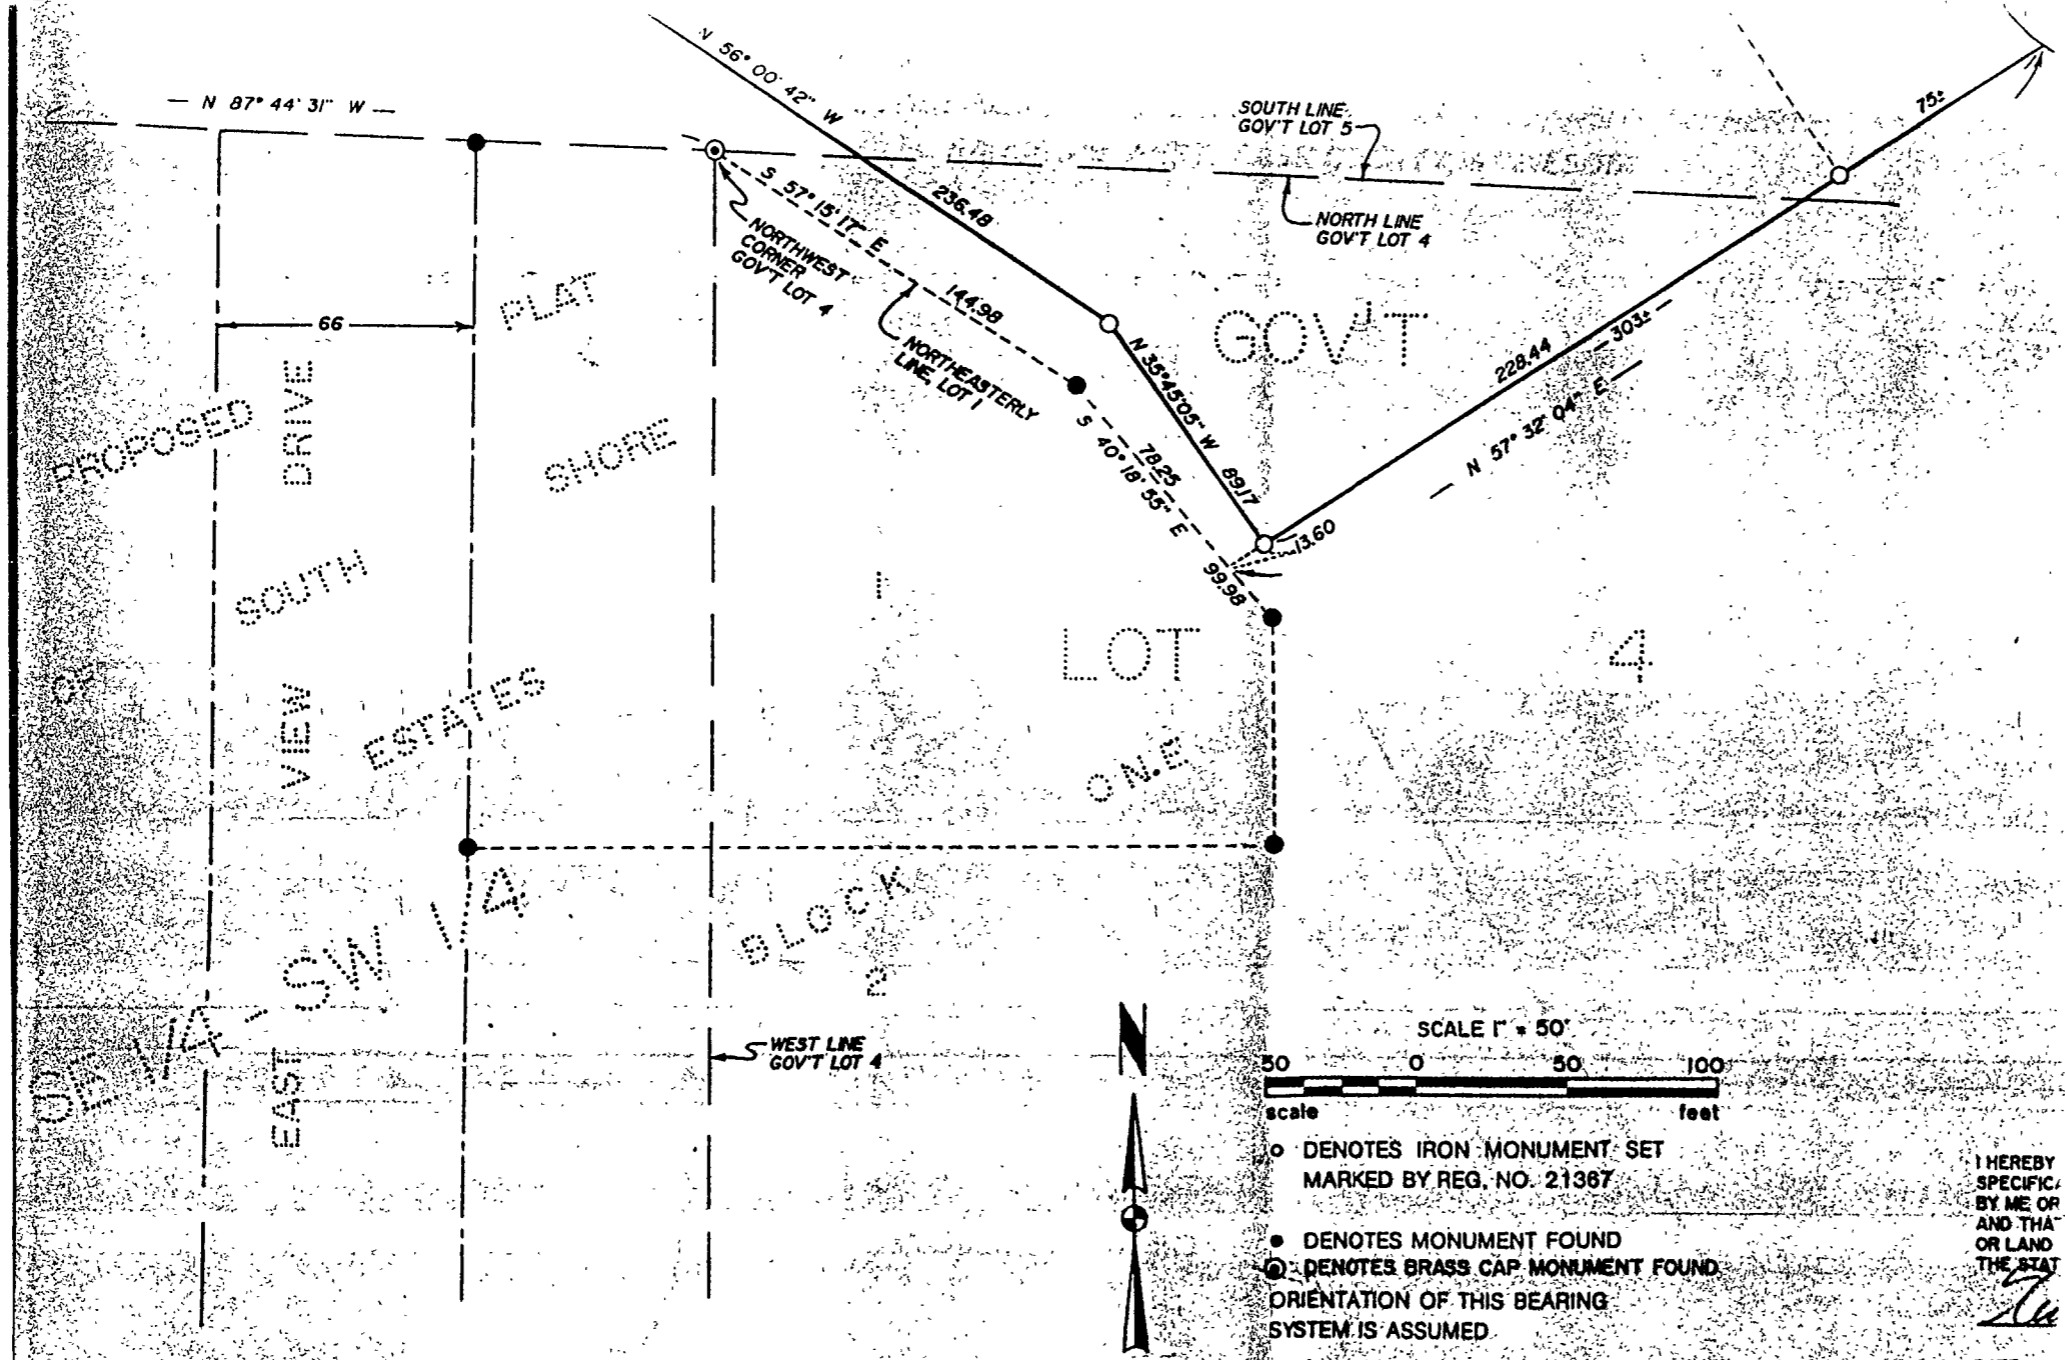 N 56° 00' 42" W
— N 87° 44' 31" W —
75±
SOUTH LINE
GOV'T LOT 5
NORTH LINE
GOV'T LOT 4
236.48
S 57° 15' 17" E
NORTHWEST
CORNER
GOV'T LOT 4
144.98
NORTHEASTERLY
LINE, LOT 1
N 35° 45' 05" W 89.17
78.25
S 40° 18' 55" E
99.98
13.60
228.44
303±
N 57° 32' 04" E
66
PROPOSED
PLAT
OF
SOUTH
SHORE
ESTATES
EAST
VIEW
DRIVE
GOV'T
LOT
4
1
BLOCK
2
ONE
SW 1/4
WEST LINE
GOV'T LOT 4
N
SCALE 1" = 50'
50 0 50 100
scale feet
o DENOTES IRON MONUMENT SET
MARKED BY REG. NO. 21367
● DENOTES MONUMENT FOUND
DENOTES BRASS CAP MONUMENT FOUND
ORIENTATION OF THIS BEARING
SYSTEM IS ASSUMED
I HEREBY
SPECIFICA
BY ME OR
AND THA
OR LAND
THE STAT